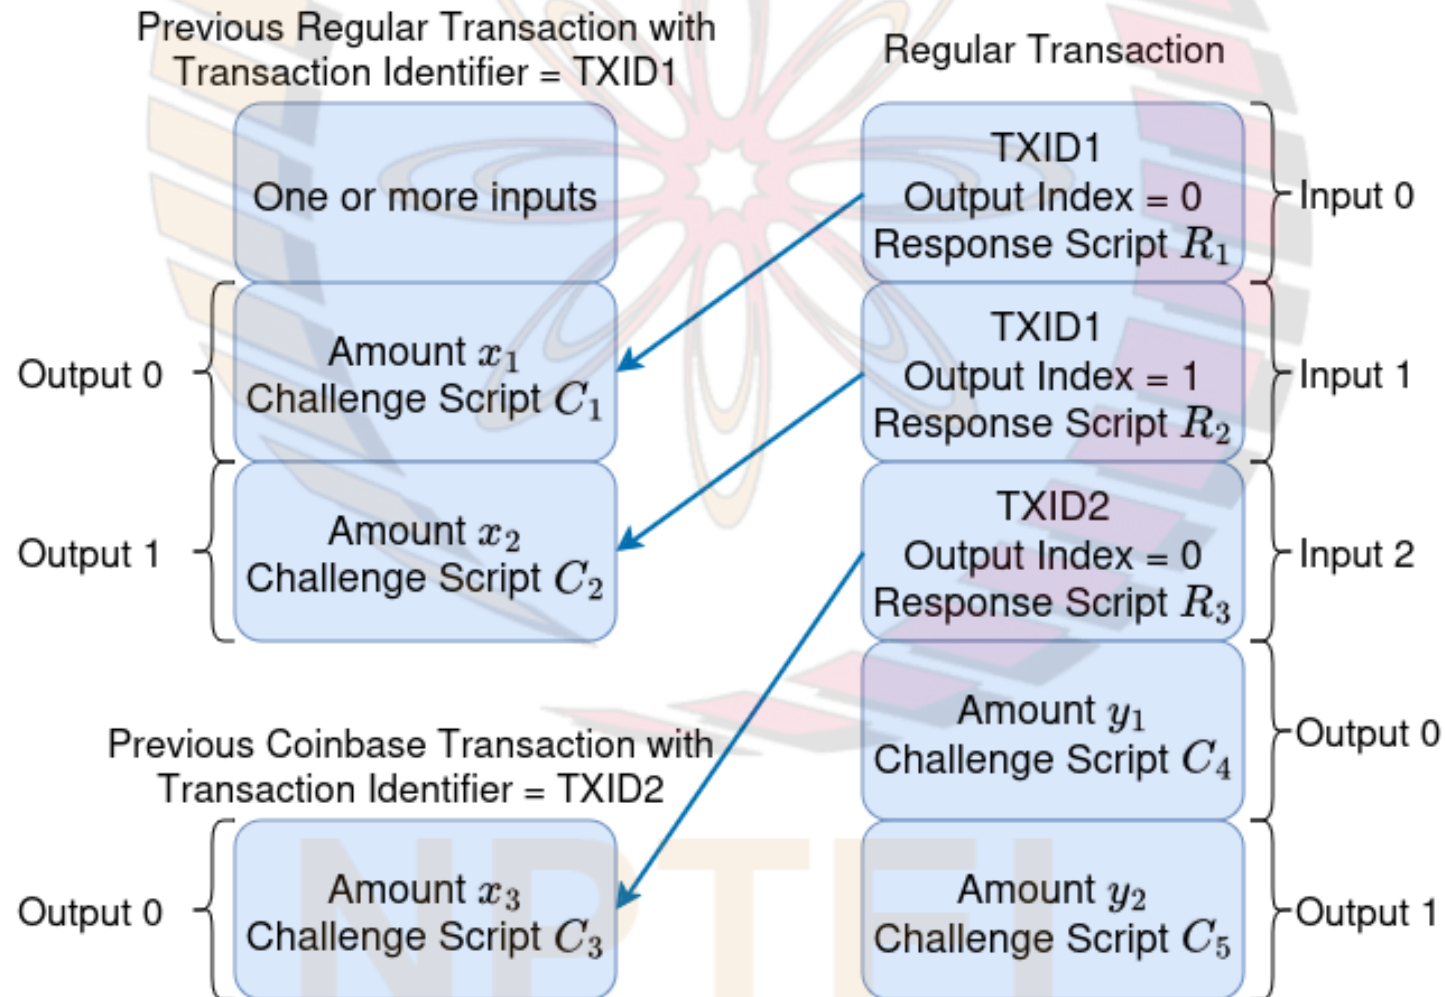 Previous Regular Transaction with
Transaction Identifier = TXID1
One or more inputs
Output 0
Amount x₁
Challenge Script C₁
Output 1
Amount x₂
Challenge Script C₂
Previous Coinbase Transaction with
Transaction Identifier = TXID2
Output 0
Amount x₃
Challenge Script C₃
Regular Transaction
TXID1
Output Index = 0
Response Script R₁
Input 0
TXID1
Output Index = 1
Response Script R₂
Input 1
TXID2
Output Index = 0
Response Script R₃
Input 2
Amount y₁
Challenge Script C₄
Output 0
Amount y₂
Challenge Script C₅
Output 1
NPTEL